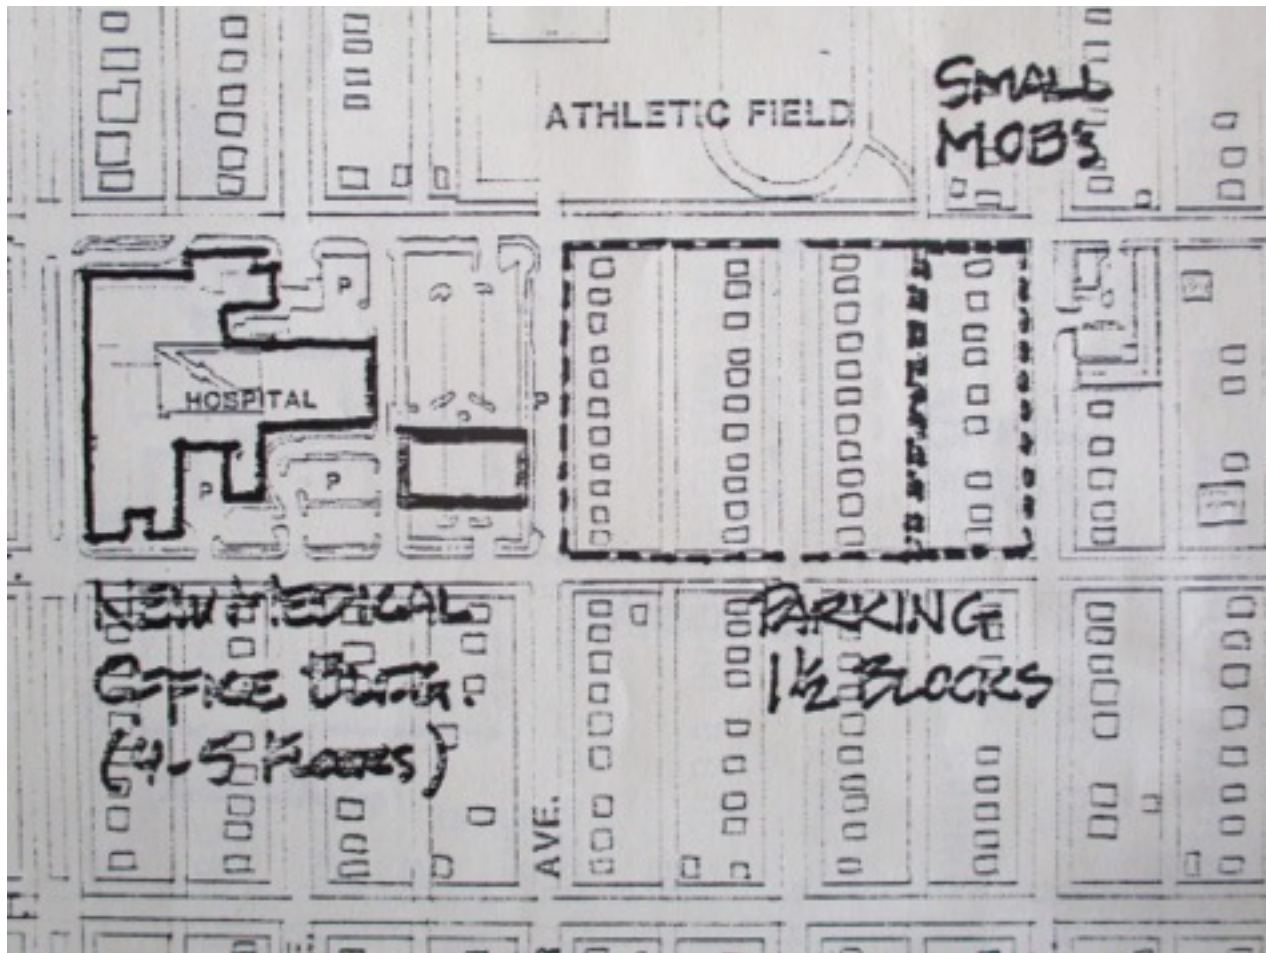 SMALL
MOBS
ATHLETIC FIELD
P
HOSPITAL
P
P
P
NEW MEDICAL
OFFICE BLDG.
(4-5 FLOORS)
PARKING
1½ BLOCKS
AVE.